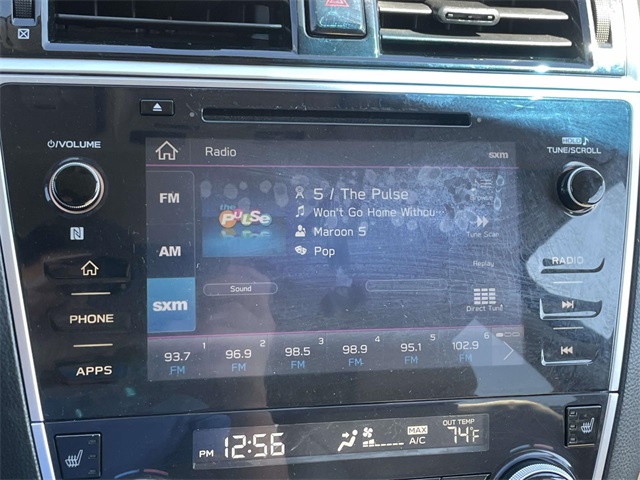 ⏻/VOLUME
HOLD ♪
TUNE/SCROLL
Radio
sxm
FM
5 / The Pulse
the PULSE
Won't Go Home Withou…
Browse
Tune Scan
N
AM
Maroon 5
Pop
Replay
RADIO
Sound
sxm
Direct Tune
PHONE
1 2 3 4 5 6
93.7 96.9 98.5 98.9 95.1 102.9
FM FM FM FM FM FM
APPS
PM 12:56
MAX
A/C
OUT TEMP
74°F